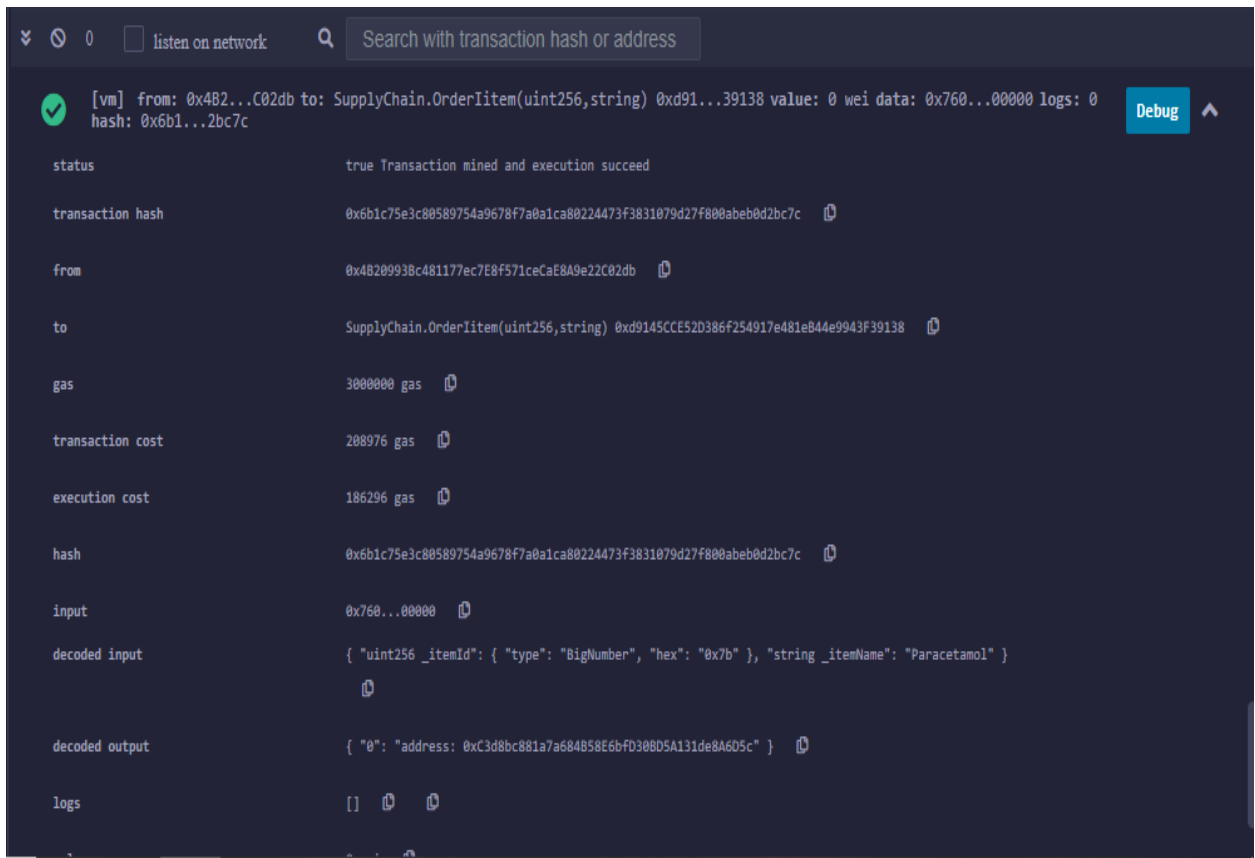 0 listen on network Search with transaction hash or address
[vm] from: 0x4B2...C02db to: SupplyChain.OrderIitem(uint256,string) 0xd91...39138 value: 0 wei data: 0x760...00000 logs: 0
hash: 0x6b1...2bc7c
Debug
status true Transaction mined and execution succeed
transaction hash 0x6b1c75e3c80589754a9678f7a0a1ca80224473f3831079d27f800abeb0d2bc7c
from 0x4B20993Bc481177ec7E8f571ceCaE8A9e22C02db
to SupplyChain.OrderIitem(uint256,string) 0xd9145CCE52D386f254917e481eB44e9943F39138
gas 3000000 gas
transaction cost 208976 gas
execution cost 186296 gas
hash 0x6b1c75e3c80589754a9678f7a0a1ca80224473f3831079d27f800abeb0d2bc7c
input 0x760...00000
decoded input { "uint256 _itemId": { "type": "BigNumber", "hex": "0x7b" }, "string _itemName": "Paracetamol" }
decoded output { "0": "address: 0xC3d8bc881a7a684B58E6bfD30BD5A131de8A6D5c" }
logs []